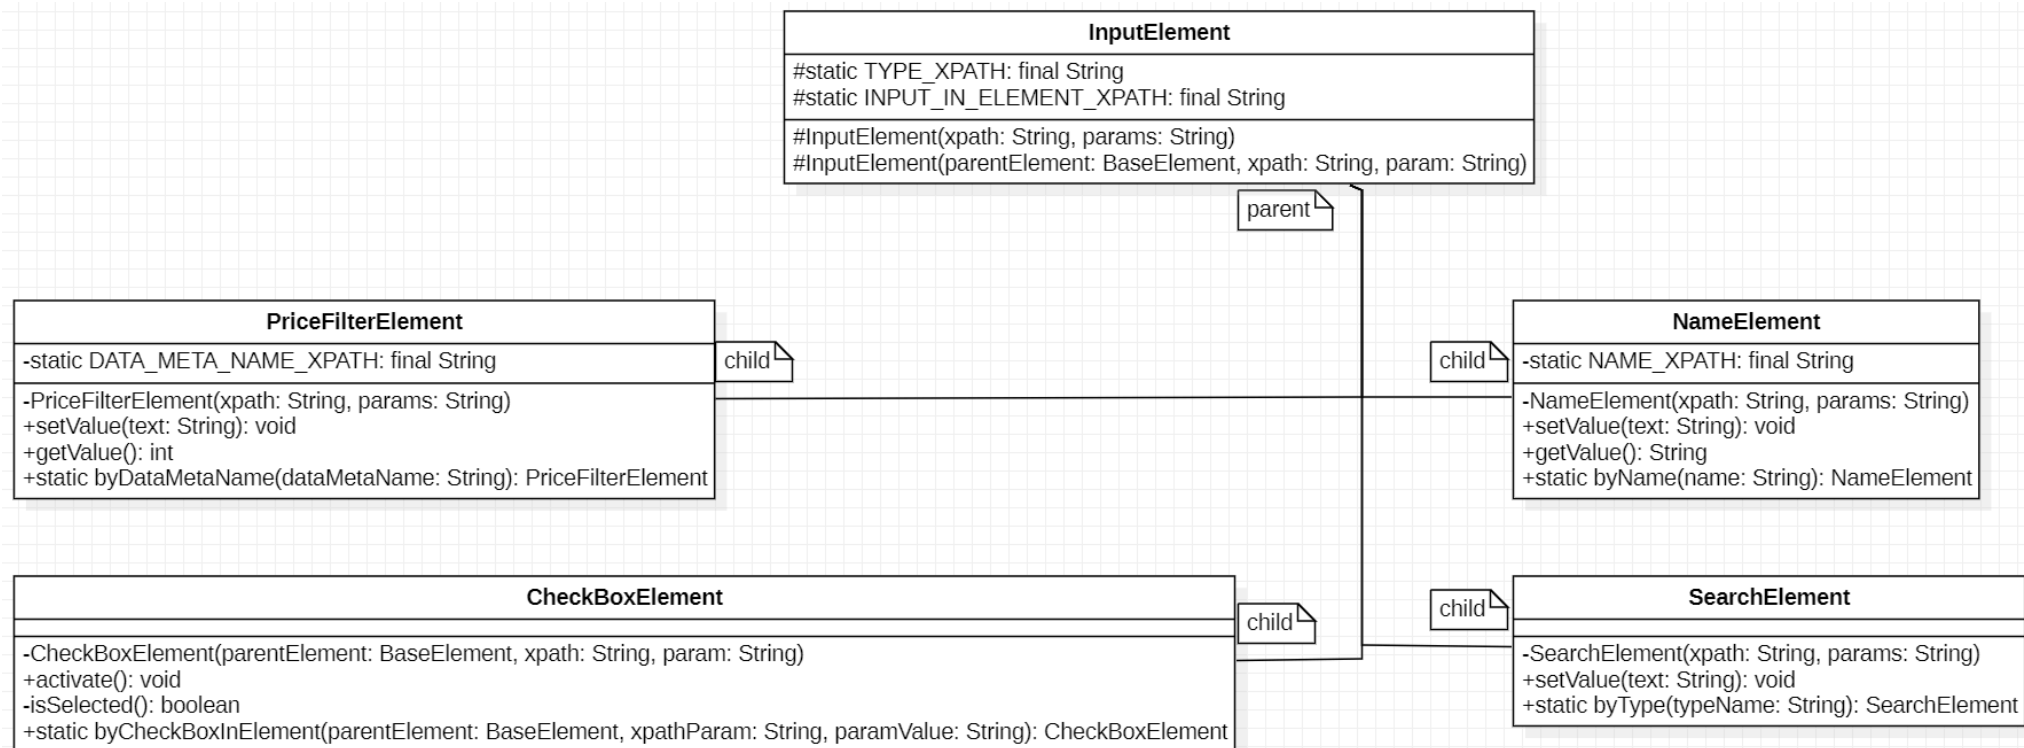 InputElement
#static TYPE_XPATH: final String
#static INPUT_IN_ELEMENT_XPATH: final String
#InputElement(xpath: String, params: String)
#InputElement(parentElement: BaseElement, xpath: String, param: String)
parent
PriceFilterElement
-static DATA_META_NAME_XPATH: final String
-PriceFilterElement(xpath: String, params: String)
+setValue(text: String): void
+getValue(): int
+static byDataMetaName(dataMetaName: String): PriceFilterElement
child
child
NameElement
-static NAME_XPATH: final String
-NameElement(xpath: String, params: String)
+setValue(text: String): void
+getValue(): String
+static byName(name: String): NameElement
CheckBoxElement
-CheckBoxElement(parentElement: BaseElement, xpath: String, param: String)
+activate(): void
-isSelected(): boolean
+static byCheckBoxInElement(parentElement: BaseElement, xpathParam: String, paramValue: String): CheckBoxElement
child
child
SearchElement
-SearchElement(xpath: String, params: String)
+setValue(text: String): void
+static byType(typeName: String): SearchElement